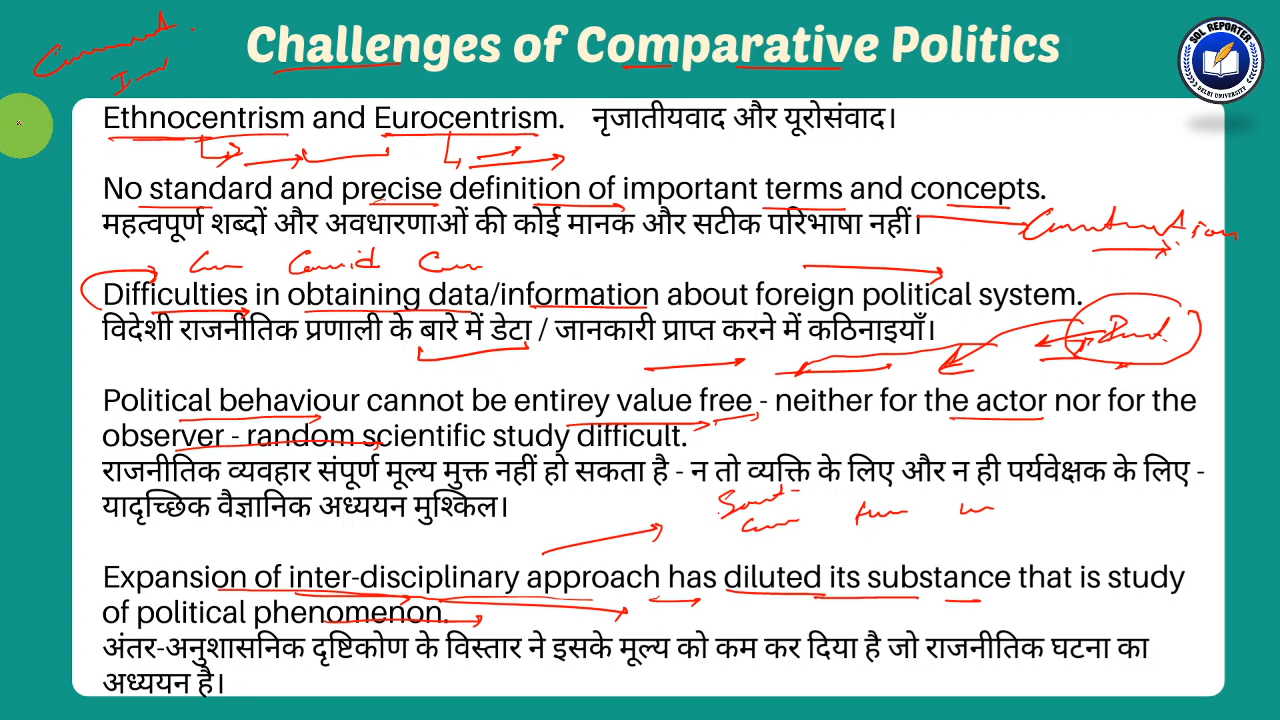 Challenges of Comparative Politics
SOL REPORTER
DELHI UNIVERSITY
Ethnocentrism and Eurocentrism. नृजातीयवाद और यूरोसंवाद।
No standard and precise definition of important terms and concepts.
महत्वपूर्ण शब्दों और अवधारणाओं की कोई मानक और सटीक परिभाषा नहीं।
Difficulties in obtaining data/information about foreign political system.
विदेशी राजनीतिक प्रणाली के बारे में डेटा / जानकारी प्राप्त करने में कठिनाइयाँ।
Political behaviour cannot be entirey value free - neither for the actor nor for the
observer - random scientific study difficult.
राजनीतिक व्यवहार संपूर्ण मूल्य मुक्त नहीं हो सकता है - न तो व्यक्ति के लिए और न ही पर्यवेक्षक के लिए -
यादृच्छिक वैज्ञानिक अध्ययन मुश्किल।
Expansion of inter-disciplinary approach has diluted its substance that is study
of political phenomenon.
अंतर-अनुशासनिक दृष्टिकोण के विस्तार ने इसके मूल्य को कम कर दिया है जो राजनीतिक घटना का
अध्ययन है।